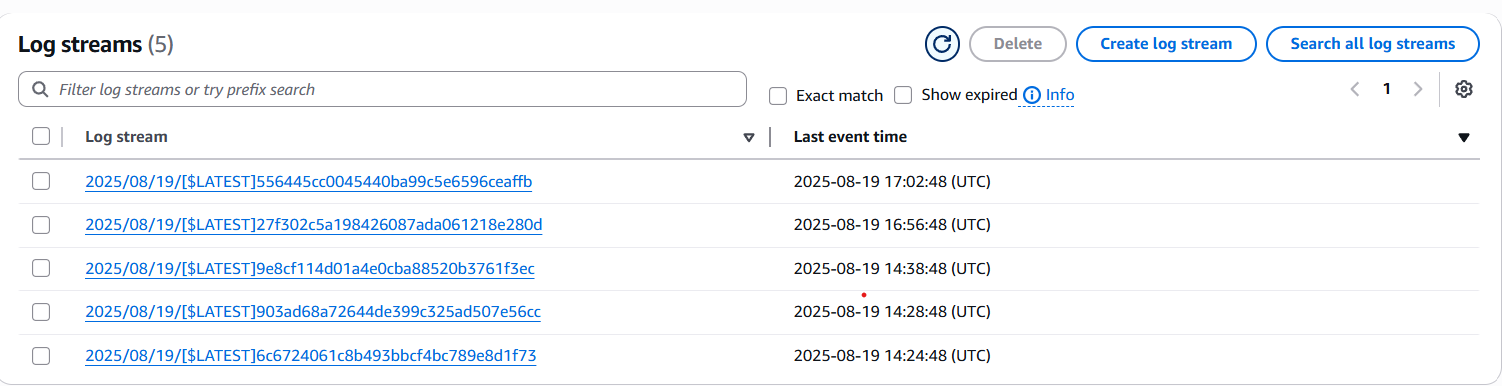 Log streams (5)
Delete
Create log stream
Search all log streams
Filter log streams or try prefix search
Exact match
Show expired
Info
1
Log stream
Last event time
2025/08/19/[$LATEST]556445cc0045440ba99c5e6596ceaffb
2025-08-19 17:02:48 (UTC)
2025/08/19/[$LATEST]27f302c5a198426087ada061218e280d
2025-08-19 16:56:48 (UTC)
2025/08/19/[$LATEST]9e8cf114d01a4e0cba88520b3761f3ec
2025-08-19 14:38:48 (UTC)
2025/08/19/[$LATEST]903ad68a72644de399c325ad507e56cc
2025-08-19 14:28:48 (UTC)
2025/08/19/[$LATEST]6c6724061c8b493bbcf4bc789e8d1f73
2025-08-19 14:24:48 (UTC)